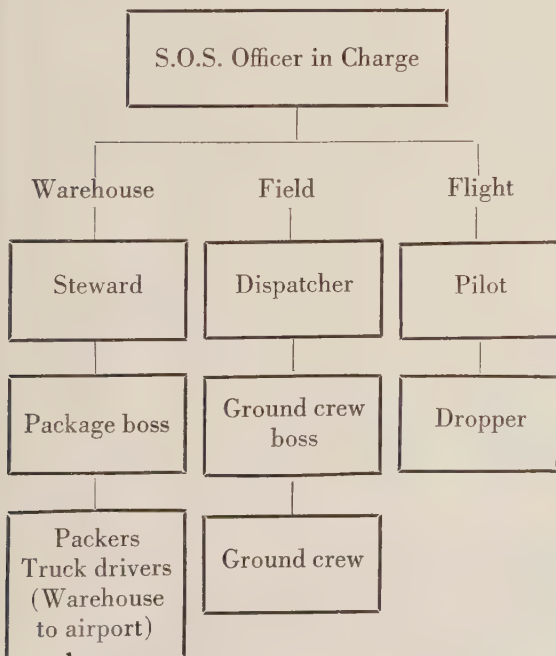 S.O.S. Officer in Charge
Warehouse
Field
Flight
Steward
Dispatcher
Pilot
Package boss
Ground crew
boss
Dropper
Packers
Truck drivers
(Warehouse
to airport)
Ground crew